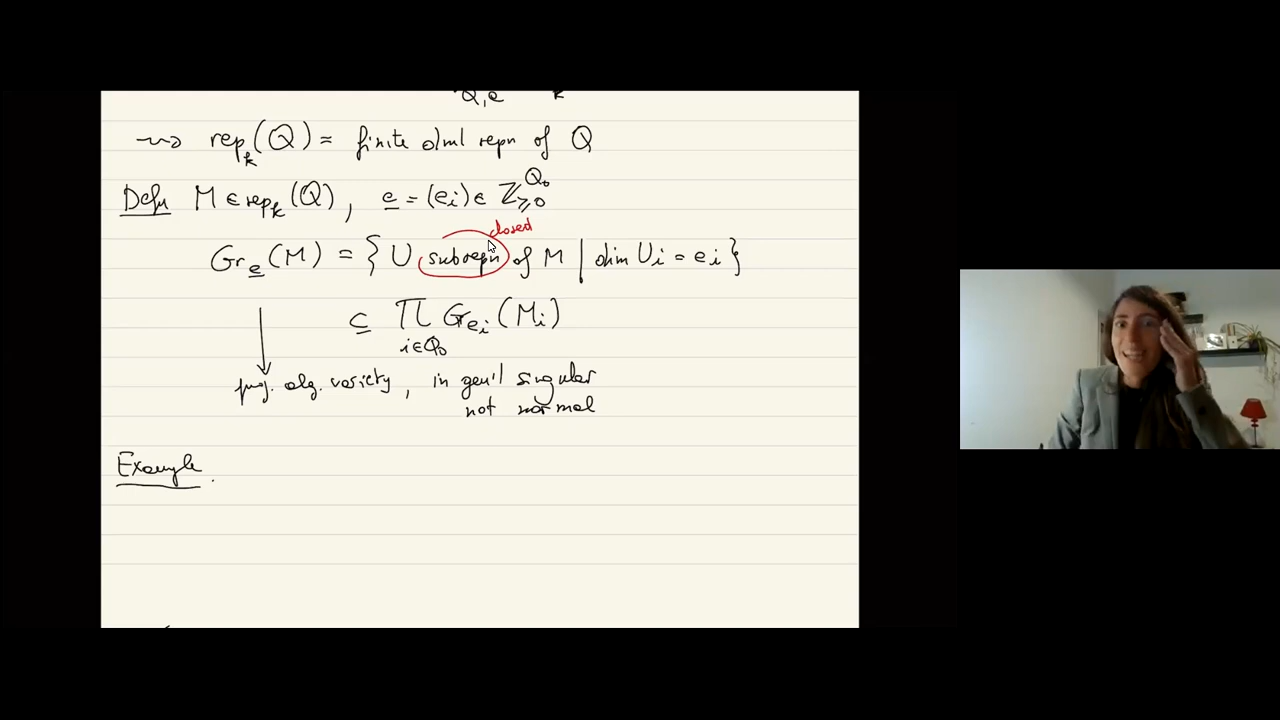 Q,e k
⇝ rep_k(Q) = finite diml repn of Q
Defn M ∈ rep_k(Q), e = (e_i) ∈ Z_{≥0}^{Q_0}
closed
Gr_e(M) = { U subrepn of M | dim U_i = e_i }
⊆ ∏_{i∈Q_0} Gr_{e_i}(M_i)
proj. alg. variety, in gen'l singular
not normal
Example.